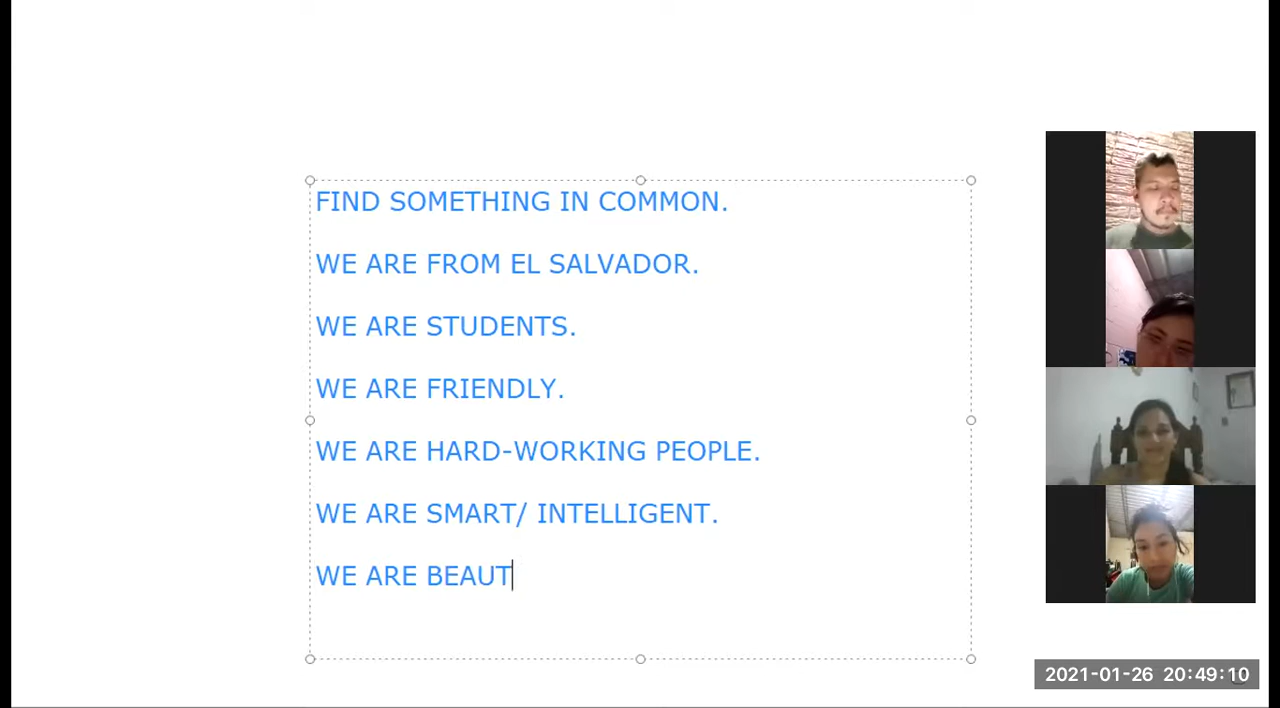 FIND SOMETHING IN COMMON.
WE ARE FROM EL SALVADOR.
WE ARE STUDENTS.
WE ARE FRIENDLY.
WE ARE HARD-WORKING PEOPLE.
WE ARE SMART/ INTELLIGENT.
WE ARE BEAUT
2021-01-26 20:49:10